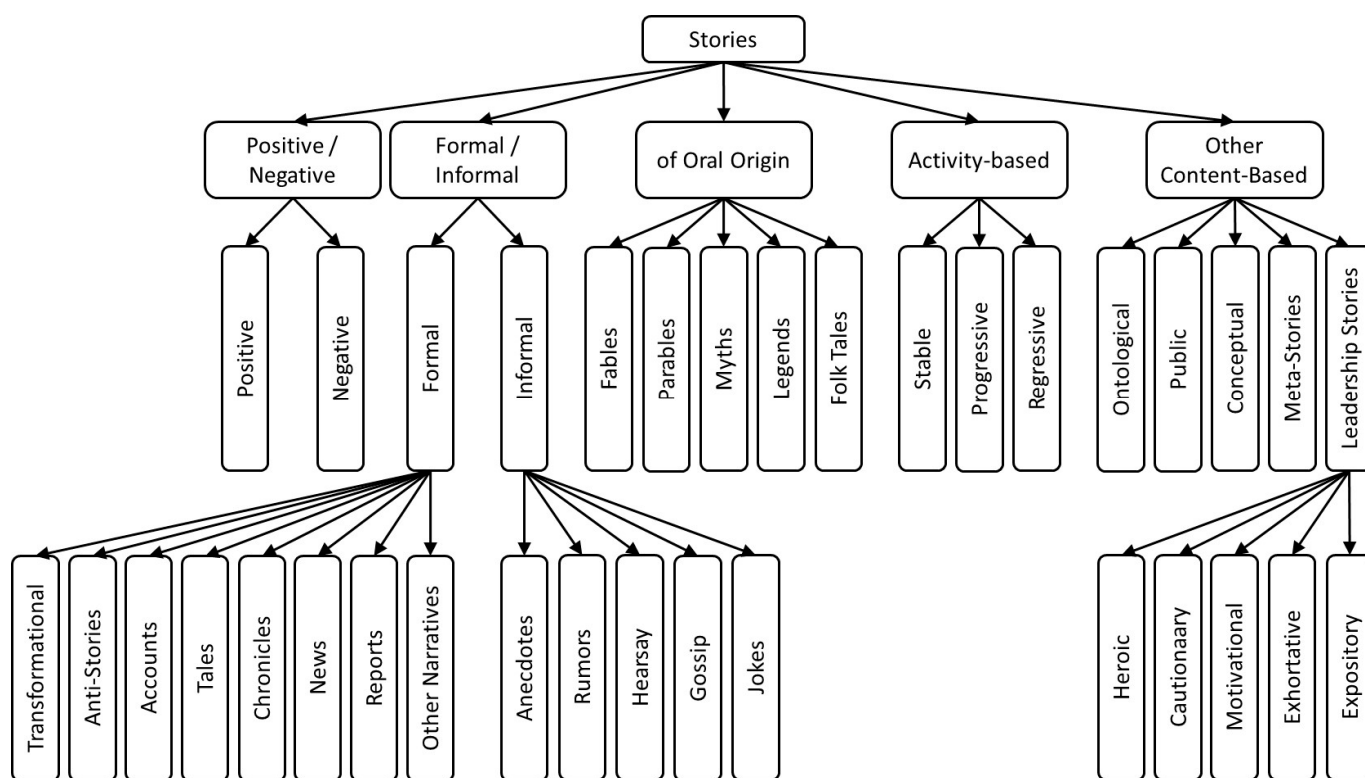 Stories
Positive /
Negative
Formal /
Informal
of Oral Origin
Activity-based
Other
Content-Based
Positive
Negative
Formal
Informal
Fables
Parables
Myths
Legends
Folk Tales
Stable
Progressive
Regressive
Ontological
Public
Conceptual
Meta-Stories
Leadership Stories
Transformational
Anti-Stories
Accounts
Tales
Chronicles
News
Reports
Other Narratives
Anecdotes
Rumors
Hearsay
Gossip
Jokes
Heroic
Cautionaary
Motivational
Exhortative
Expository